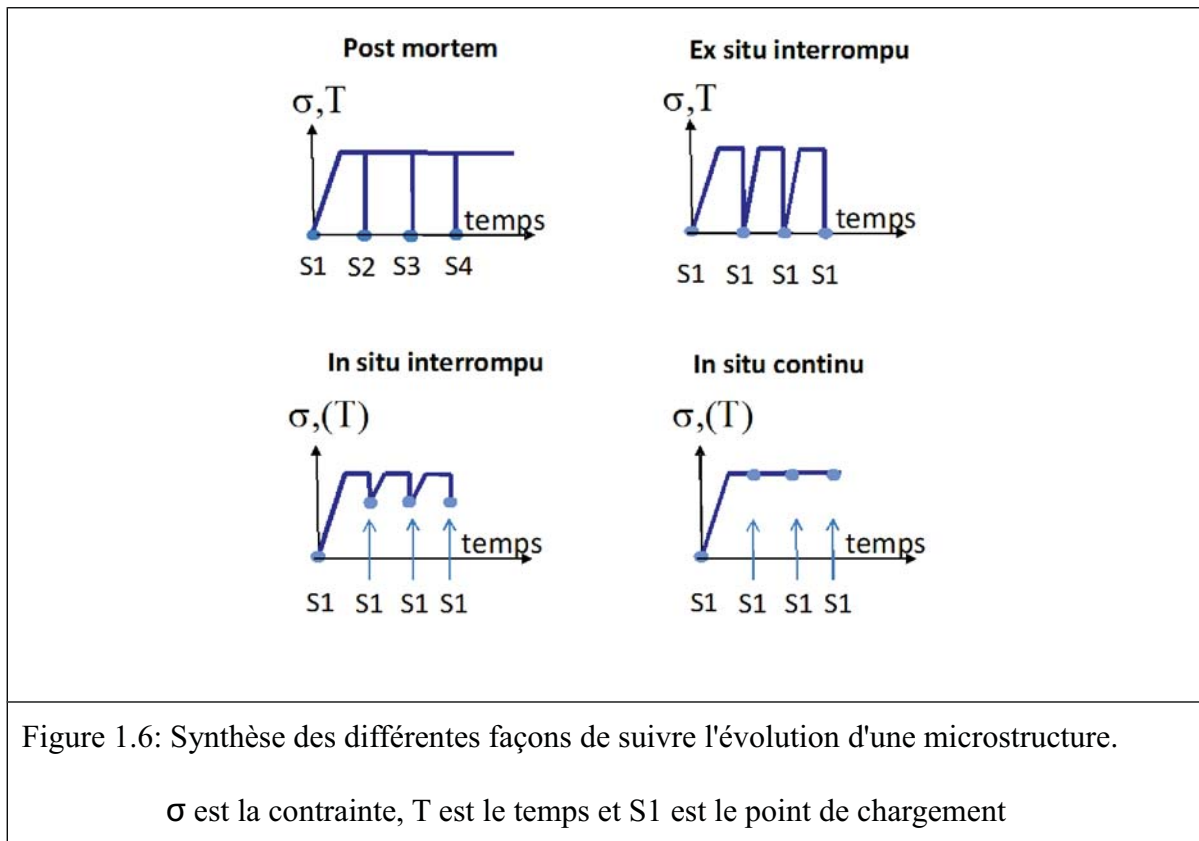 Post mortem
σ,T
temps
S1 S2 S3 S4
Ex situ interrompu
σ,T
temps
S1 S1 S1 S1
In situ interrompu
σ,(T)
temps
S1 S1 S1 S1
In situ continu
σ,(T)
temps
S1 S1 S1 S1
Figure 1.6: Synthèse des différentes façons de suivre l'évolution d'une microstructure.
σ est la contrainte, T est le temps et S1 est le point de chargement